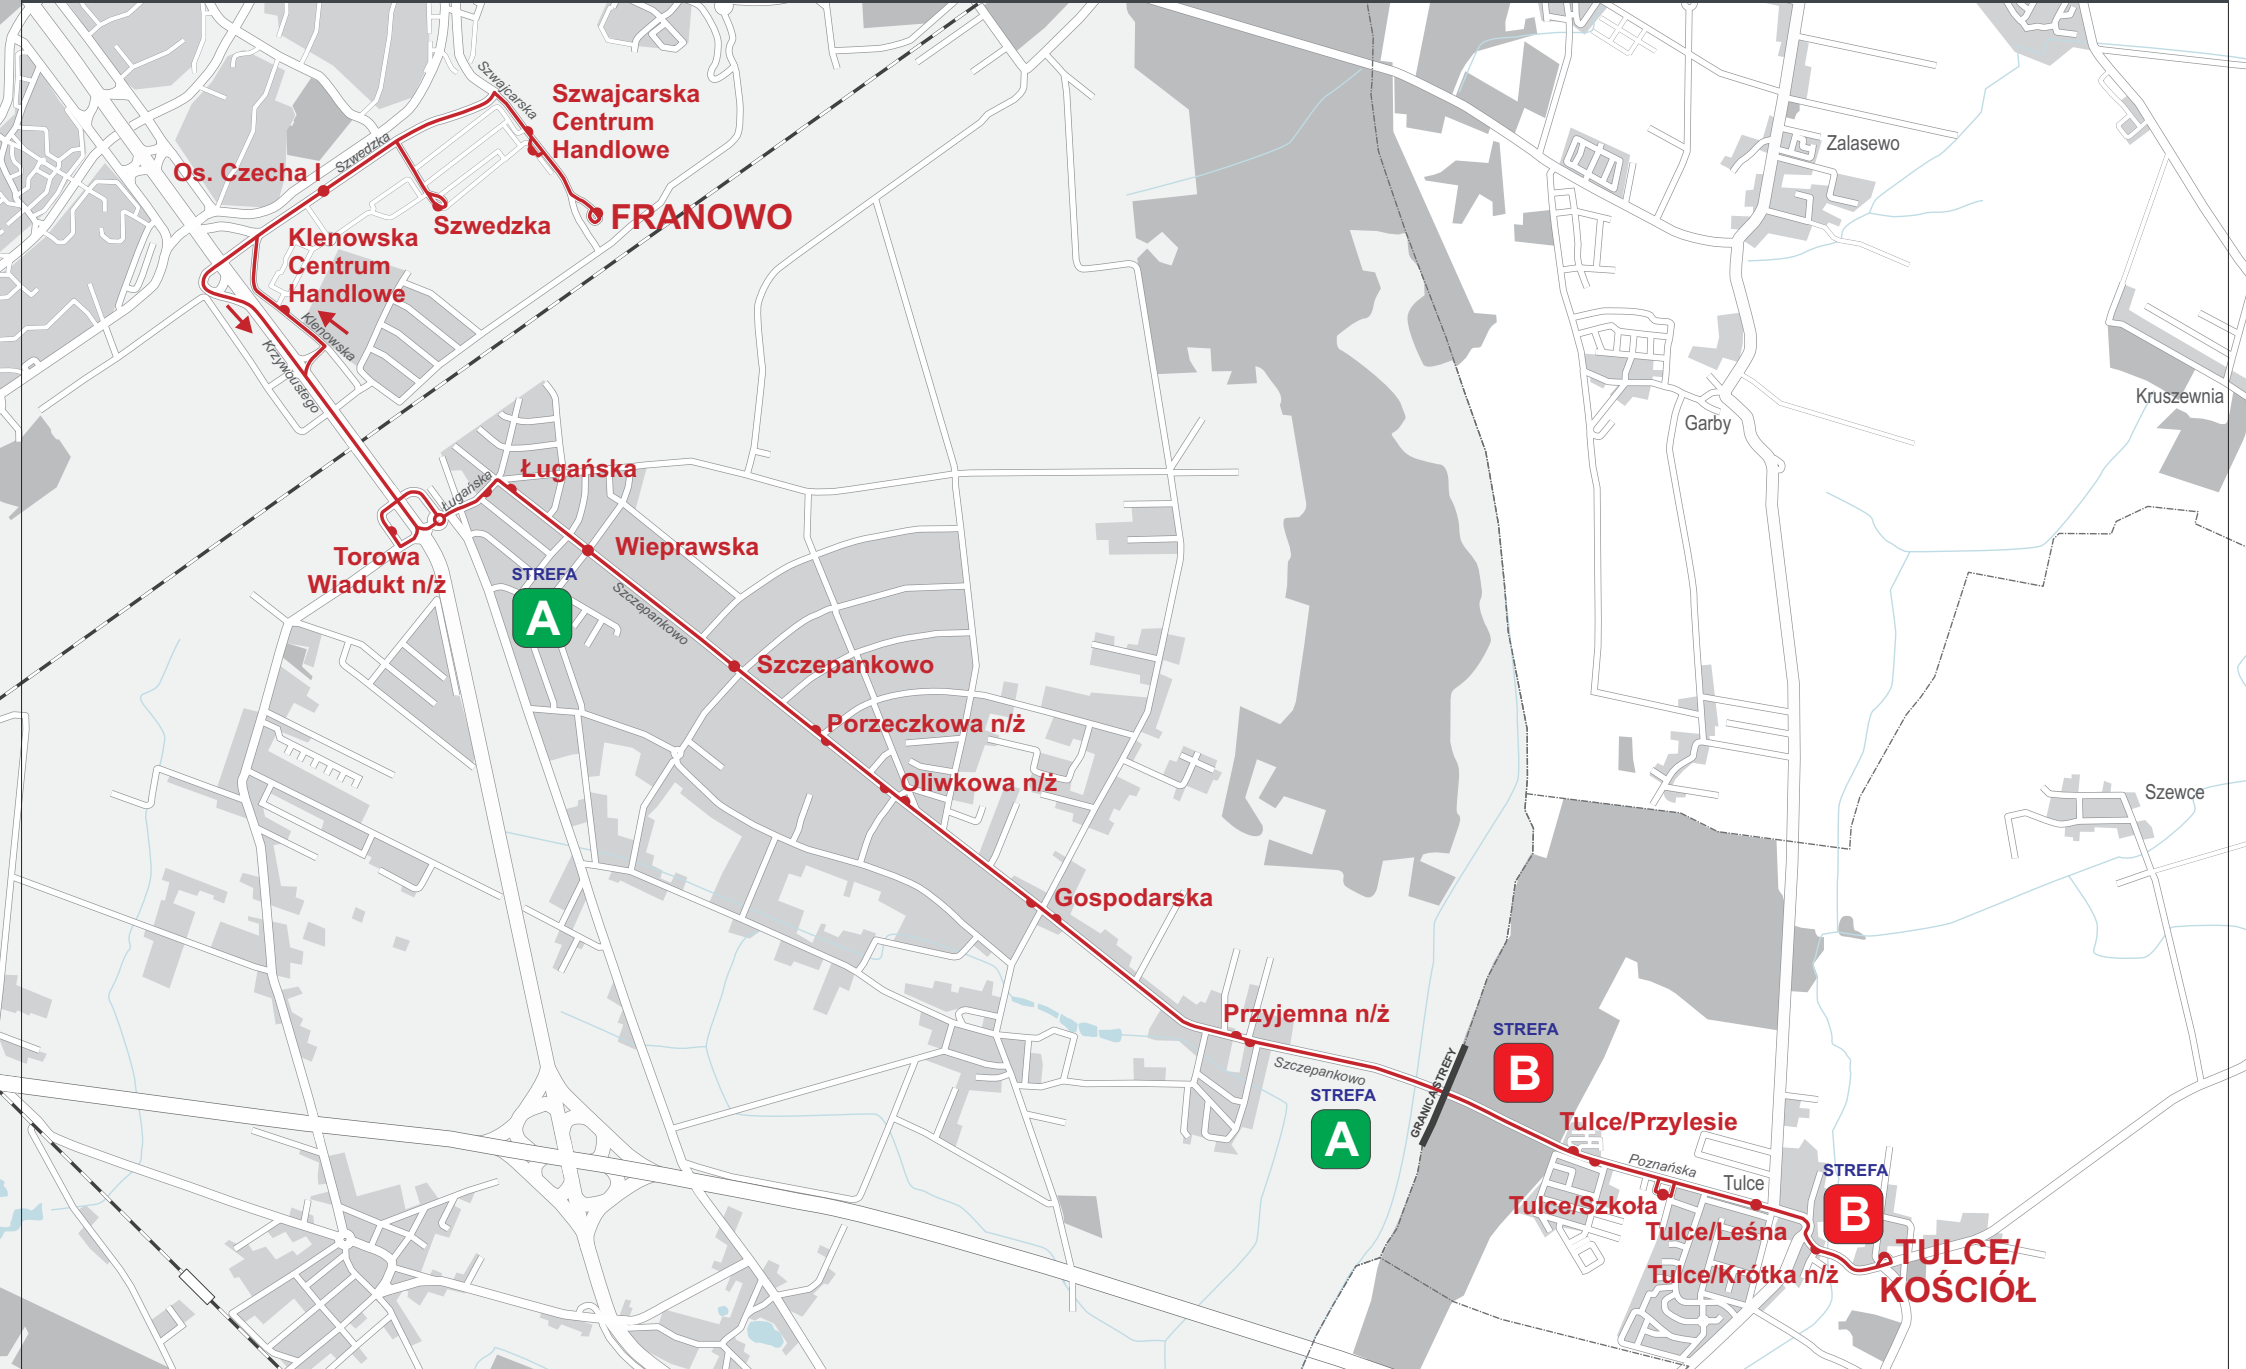 Szwajcarska
Szwajcarska
Centrum
Handlowe
Zalasewo
Szwedzka
Os. Czecha I
FRANOWO
Szwedzka
Klenowska
Centrum
Handlowe
Klenowska
Krzywoustego
Kruszewnia
Garby
Ługańska
Ługańska
Wieprawska
Torowa
Wiadukt n/ż
STREFA
A
Szczepankowo
Szczepankowo
Porzeczkowa n/ż
Oliwkowa n/ż
Szewce
Gospodarska
Przyjemna n/ż
Szczepankowo
STREFA
A
GRANICA STREFY
STREFA
B
Tulce/Przylesie
Poznańska
Tulce
Tulce/Szkoła
Tulce/Leśna
STREFA
B
Tulce/Krótka n/ż
TULCE/
KOŚCIÓŁ